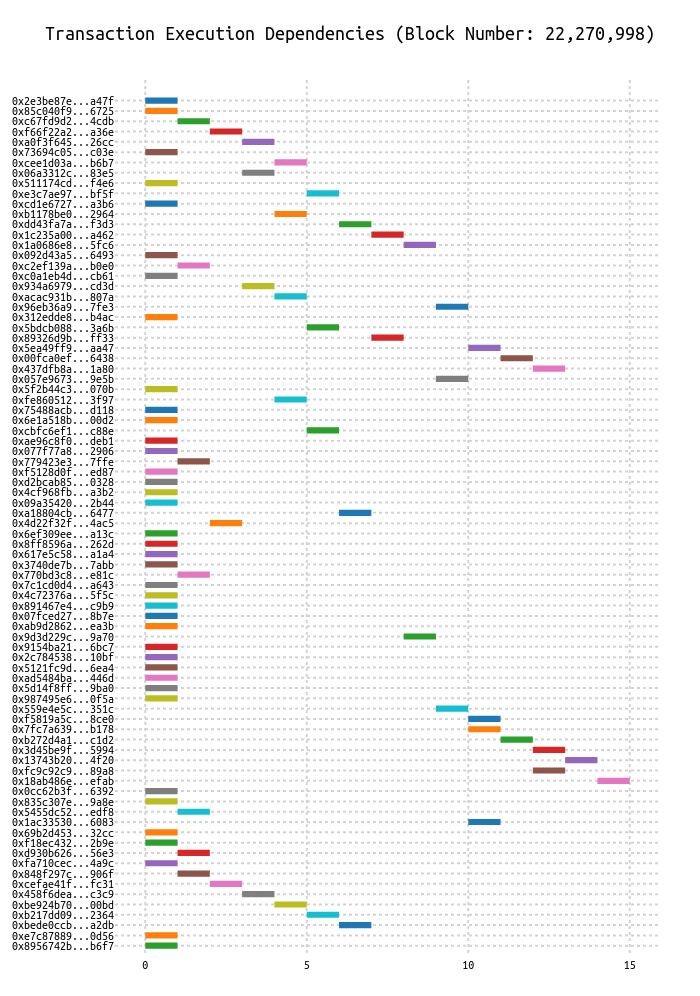 Transaction Execution Dependencies (Block Number: 22,270,998)
0x2e3be87e...a47f
0x85c040f9...6725
0xc67fd9d2...4cdb
0xf66f22a2...a36e
0xa0f3f645...26cc
0x73694c05...c03e
0xcee1d03a...b6b7
0x06a3312c...83e5
0x511174cd...f4e6
0xe3c7ae97...bf5f
0xcd1e6727...a3b6
0xb1178be0...2964
0xdd43fa7a...f3d3
0x1c235a00...a462
0x1a0686e8...5fc6
0x092d43a5...6493
0xc2ef139a...b0e0
0xc0a1eb4d...cb61
0x934a6979...cd3d
0xacac931b...807a
0x96eb36a9...7fe3
0x312edde8...b4ac
0x5bdcb088...3a6b
0x89326d9b...ff33
0x5ea49ff9...aa47
0x00fca0ef...6438
0x437dfb8a...1a80
0x057e9673...9e5b
0x5f2b44c3...070b
0xfe860512...3f97
0x75488acb...d118
0x6e1a518b...00d2
0xcbfc6ef1...c88e
0xae96c8f0...deb1
0x077f77a8...2906
0x779423e3...7ffe
0xf5128d0f...ed87
0xd2bcab85...0328
0x4cf968fb...a3b2
0x09a35420...2b44
0xa18804cb...6477
0x4d22f32f...4ac5
0x6ef309ee...a13c
0x8ff8596a...262d
0x617e5c58...a1a4
0x3740de7b...7abb
0x770bd3c8...e81c
0x7c1cd0d4...a643
0x4c72376a...5f5c
0x891467e4...c9b9
0x07fced27...8b7e
0xab9d2862...ea3b
0x9d3d229c...9a70
0x9154ba21...6bc7
0x2c784538...10bf
0x5121fc9d...6ea4
0xad5484ba...446d
0x5d14f8ff...9ba0
0x987495e6...0f5a
0x559e4e5c...351c
0xf5819a5c...8ce0
0x7fc7a639...b178
0xb272d4a1...c1d2
0x3d45be9f...5994
0x13743b20...4f20
0xfc9c92c9...89a8
0x18ab486e...efab
0x0cc62b3f...6392
0x835c307e...9a8e
0x5455dc52...edf8
0x1ac33530...6083
0x69b2d453...32cc
0xf18ec432...2b9e
0xd930b626...56e3
0xfa710cec...4a9c
0x848f297c...906f
0xcefae41f...fc31
0x458f6dea...c3c9
0xbe924b70...00bd
0xb217dd09...2364
0xbede0ccb...a2db
0xe7c87889...0d56
0x8956742b...b6f7
0 5 10 15